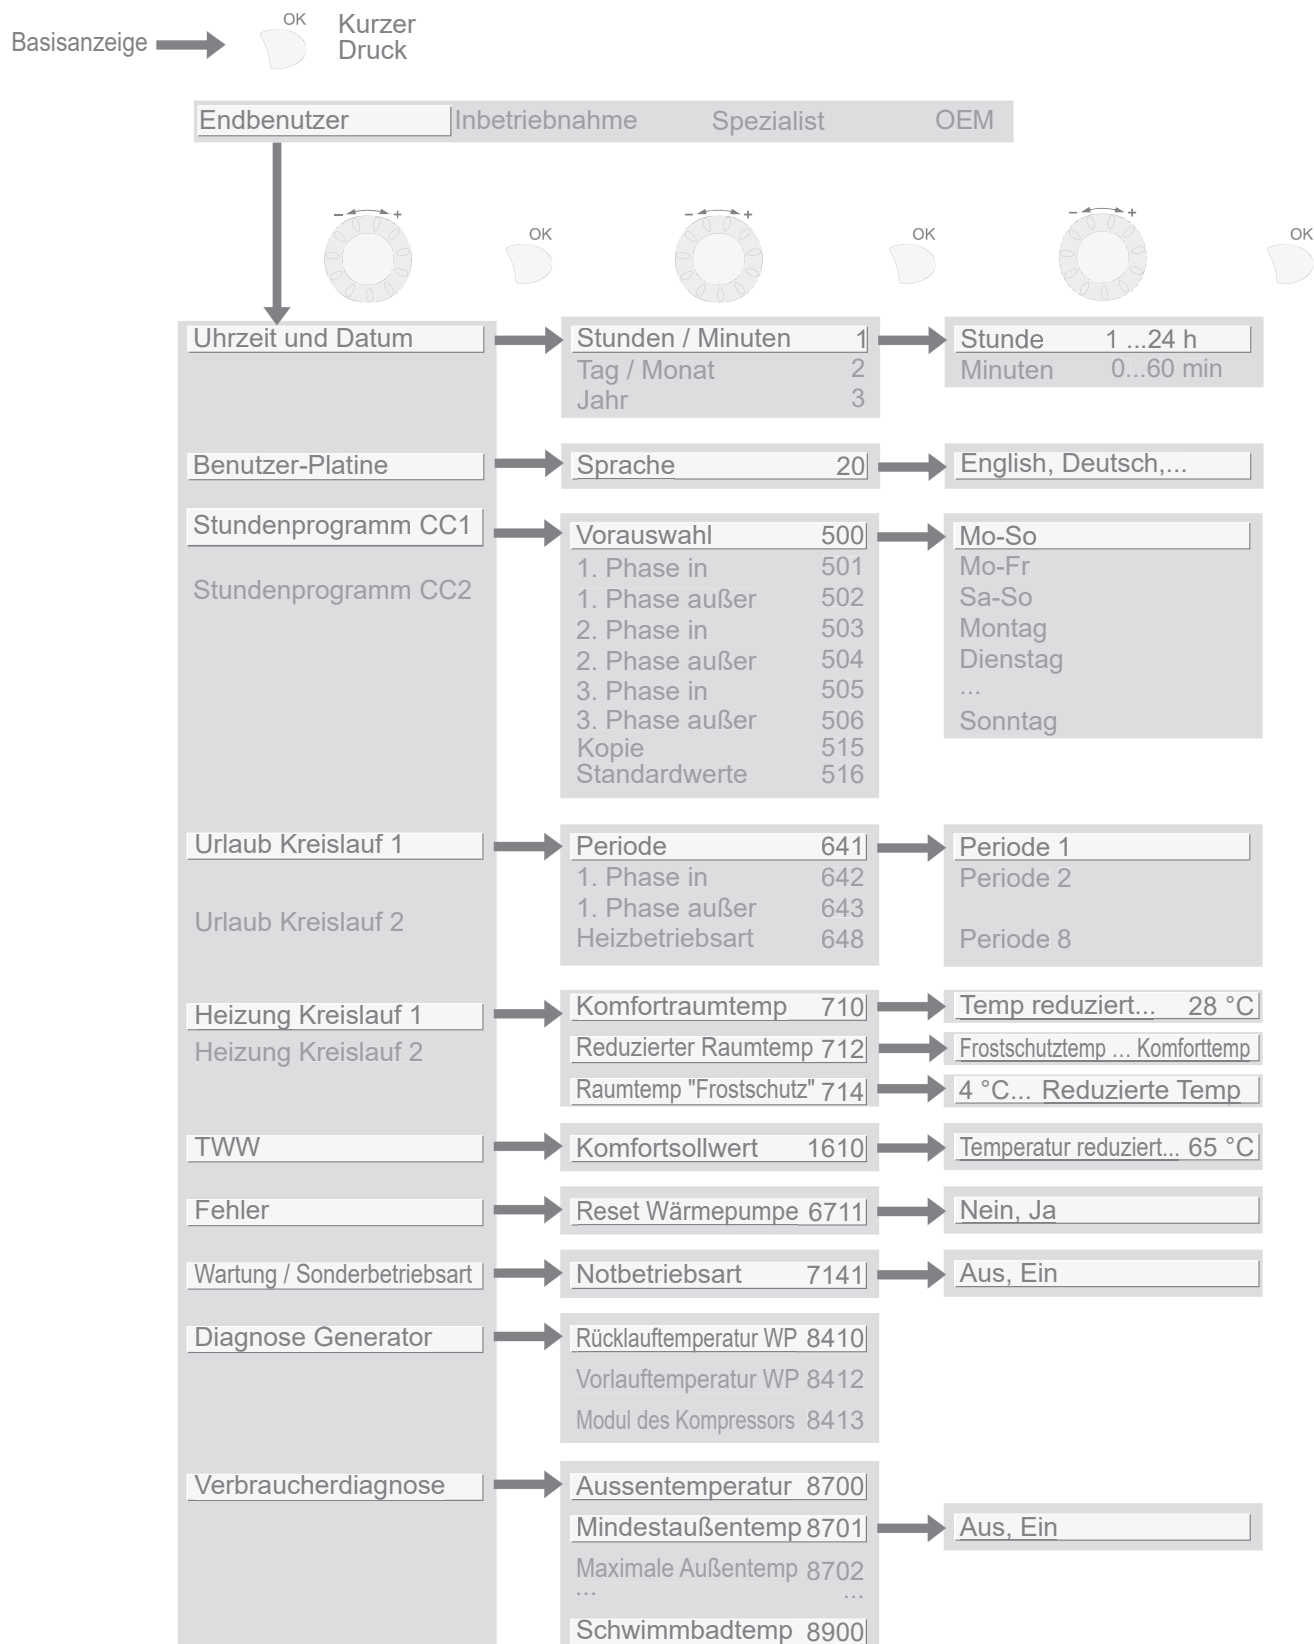 OK
Basisanzeige
Kurzer
Druck
Endbenutzer Inbetriebnahme Spezialist OEM
- +
OK
- +
OK
- +
OK
Uhrzeit und Datum
Stunden / Minuten 1
Tag / Monat 2
Jahr 3
Stunde 1 ...24 h
Minuten 0...60 min
Benutzer-Platine
Sprache 20
English, Deutsch,...
Stundenprogramm CC1
Stundenprogramm CC2
Vorauswahl 500
1. Phase in 501
1. Phase außer 502
2. Phase in 503
2. Phase außer 504
3. Phase in 505
3. Phase außer 506
Kopie 515
Standardwerte 516
Mo-So
Mo-Fr
Sa-So
Montag
Dienstag
...
Sonntag
Urlaub Kreislauf 1
Urlaub Kreislauf 2
Periode 641
1. Phase in 642
1. Phase außer 643
Heizbetriebsart 648
Periode 1
Periode 2
Periode 8
Heizung Kreislauf 1
Heizung Kreislauf 2
Komfortraumtemp 710
Temp reduziert... 28 °C
Reduzierter Raumtemp 712
Frostschutztemp ... Komforttemp
Raumtemp "Frostschutz" 714
4 °C... Reduzierte Temp
TWW
Komfortsollwert 1610
Temperatur reduziert... 65 °C
Fehler
Reset Wärmepumpe 6711
Nein, Ja
Wartung / Sonderbetriebsart
Notbetriebsart 7141
Aus, Ein
Diagnose Generator
Rücklauftemperatur WP 8410
Vorlauftemperatur WP 8412
Modul des Kompressors 8413
Verbraucherdiagnose
Aussentemperatur 8700
Mindestaußentemp 8701
Aus, Ein
Maximale Außentemp 8702
... ...
Schwimmbadtemp 8900